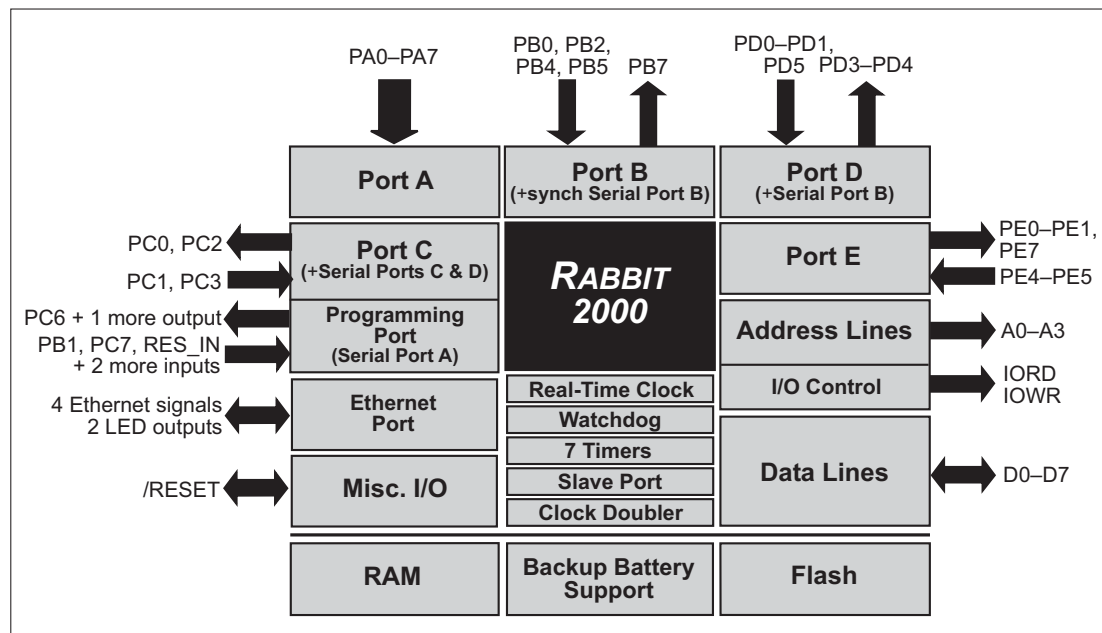 PA0–PA7
PB0, PB2,
PB4, PB5
PB7
PD0–PD1,
PD5
PD3–PD4
Port A
Port B
(+synch Serial Port B)
Port D
(+Serial Port B)
PC0, PC2
PC1, PC3
Port C
(+Serial Ports C & D)
RABBIT
2000
Port E
PE0–PE1,
PE7
PE4–PE5
PC6 + 1 more output
PB1, PC7, RES_IN
+ 2 more inputs
Programming
Port
(Serial Port A)
Address Lines
A0–A3
I/O Control
IORD
IOWR
4 Ethernet signals
2 LED outputs
Ethernet
Port
Real-Time Clock
Watchdog
7 Timers
Slave Port
Clock Doubler
/RESET
Misc. I/O
Data Lines
D0–D7
RAM
Backup Battery
Support
Flash